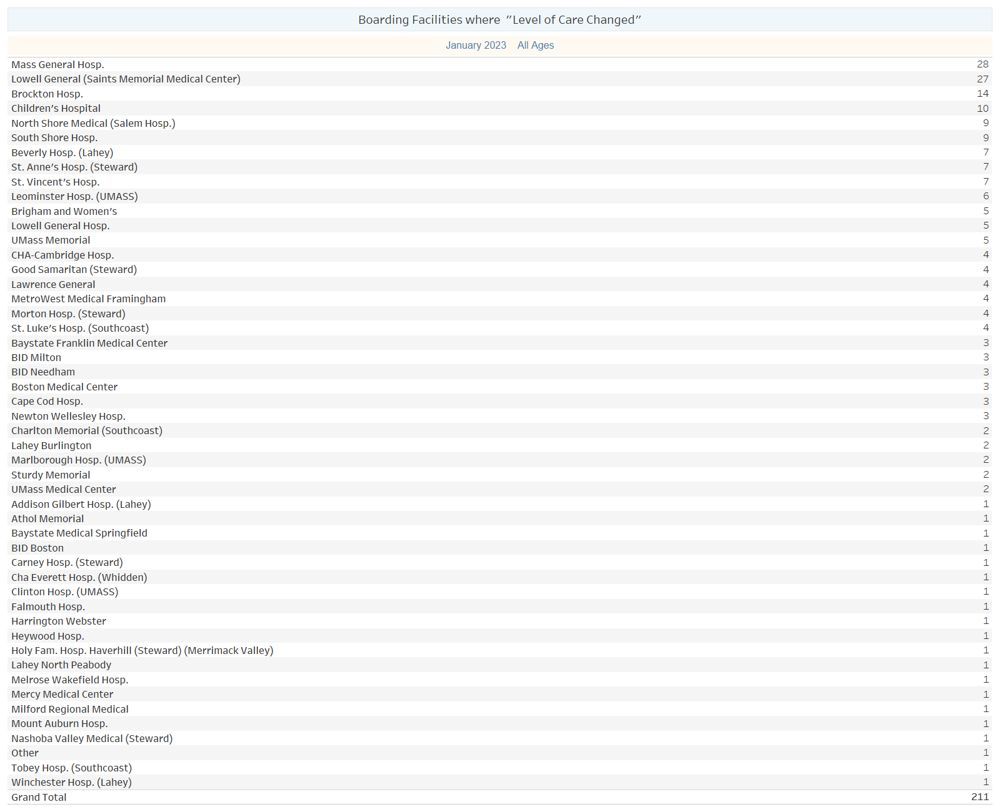 Boarding Facilities where "Level of Care Changed"
January 2023 All Ages
Mass General Hosp. 28
Lowell General (Saints Memorial Medical Center) 27
Brockton Hosp. 14
Children's Hospital 10
North Shore Medical (Salem Hosp.) 9
South Shore Hosp. 9
Beverly Hosp. (Lahey) 7
St. Anne's Hosp. (Steward) 7
St. Vincent's Hosp. 7
Leominster Hosp. (UMASS) 6
Brigham and Women's 5
Lowell General Hosp. 5
UMass Memorial 5
CHA-Cambridge Hosp. 4
Good Samaritan (Steward) 4
Lawrence General 4
MetroWest Medical Framingham 4
Morton Hosp. (Steward) 4
St. Luke's Hosp. (Southcoast) 4
Baystate Franklin Medical Center 3
BID Milton 3
BID Needham 3
Boston Medical Center 3
Cape Cod Hosp. 3
Newton Wellesley Hosp. 3
Charlton Memorial (Southcoast) 2
Lahey Burlington 2
Marlborough Hosp. (UMASS) 2
Sturdy Memorial 2
UMass Medical Center 2
Addison Gilbert Hosp. (Lahey) 1
Athol Memorial 1
Baystate Medical Springfield 1
BID Boston 1
Carney Hosp. (Steward) 1
Cha Everett Hosp. (Whidden) 1
Clinton Hosp. (UMASS) 1
Falmouth Hosp. 1
Harrington Webster 1
Heywood Hosp. 1
Holy Fam. Hosp. Haverhill (Steward) (Merrimack Valley) 1
Lahey North Peabody 1
Melrose Wakefield Hosp. 1
Mercy Medical Center 1
Milford Regional Medical 1
Mount Auburn Hosp. 1
Nashoba Valley Medical (Steward) 1
Other 1
Tobey Hosp. (Southcoast) 1
Winchester Hosp. (Lahey) 1
Grand Total 211